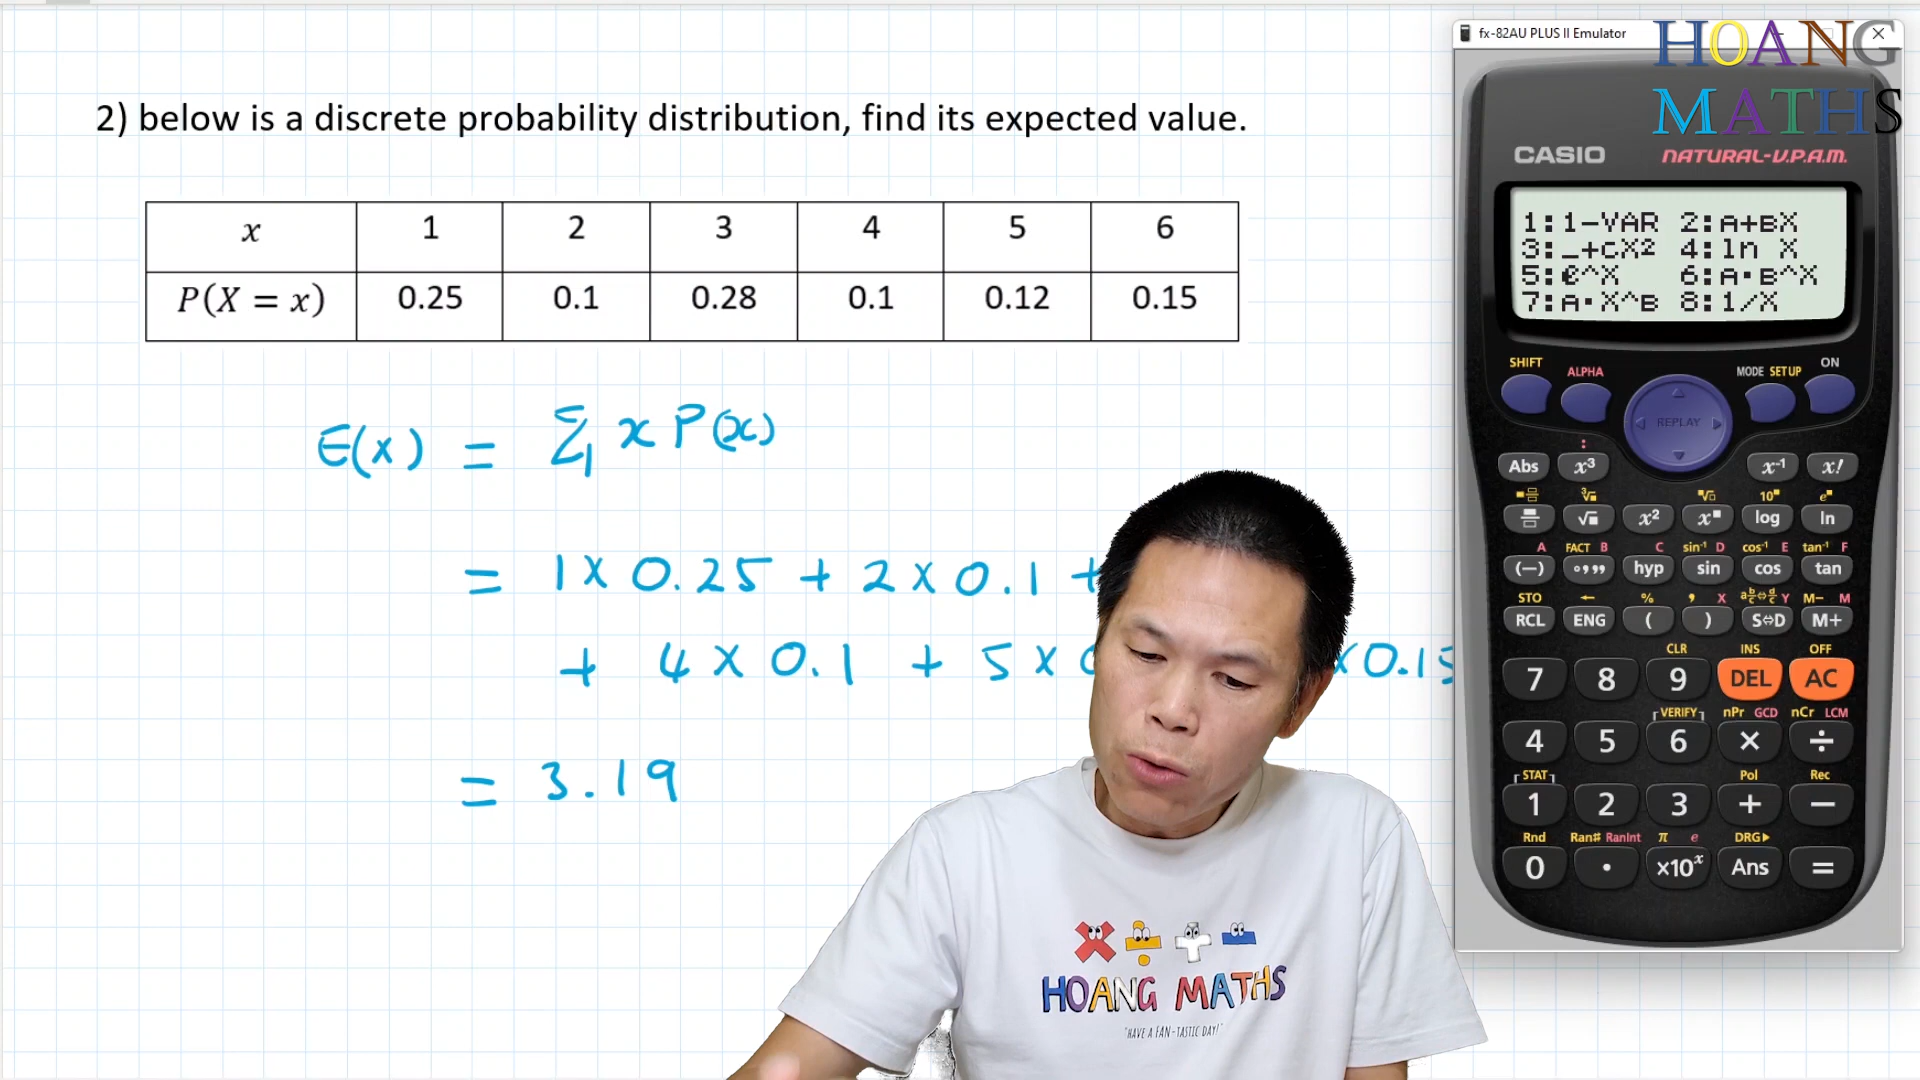 2) below is a discrete probability distribution, find its expected value.
x 1 2 3 4 5 6
P(X = x) 0.25 0.1 0.28 0.1 0.12 0.15
E(x) = Σ x P(x)
= 1 × 0.25 + 2 × 0.1 +
+ 4 × 0.1 + 5 × × 0.15
= 3.19
"HAVE A FAN-TASTIC DAY!"
HOANG MATHS
fx-82AU PLUS II Emulator
HOANG
MATHS
CASIO NATURAL-V.P.A.M.
1:1-VAR 2:A+BX
3:_+CX2 4:ln X
5:e^X 6:A•B^X
7:A•X^B 8:1/X
SHIFT ALPHA MODE SETUP ON
REPLAY
:
Abs x³ x⁻¹ x!
³√ ⁿ√ 10 e
√ x² x log ln
A FACT B C sin⁻¹ D cos⁻¹ E tan⁻¹ F
(−) °,,, hyp sin cos tan
STO ← % , X a b/c⇔d/c Y M− M
RCL ENG ( ) S⇔D M+
CLR INS OFF
7 8 9 DEL AC
VERIFY nPr GCD nCr LCM
4 5 6 × ÷
STAT Pol Rec
1 2 3 + −
Rnd Ran# RanInt π e DRG▶
0 • ×10ˣ Ans =